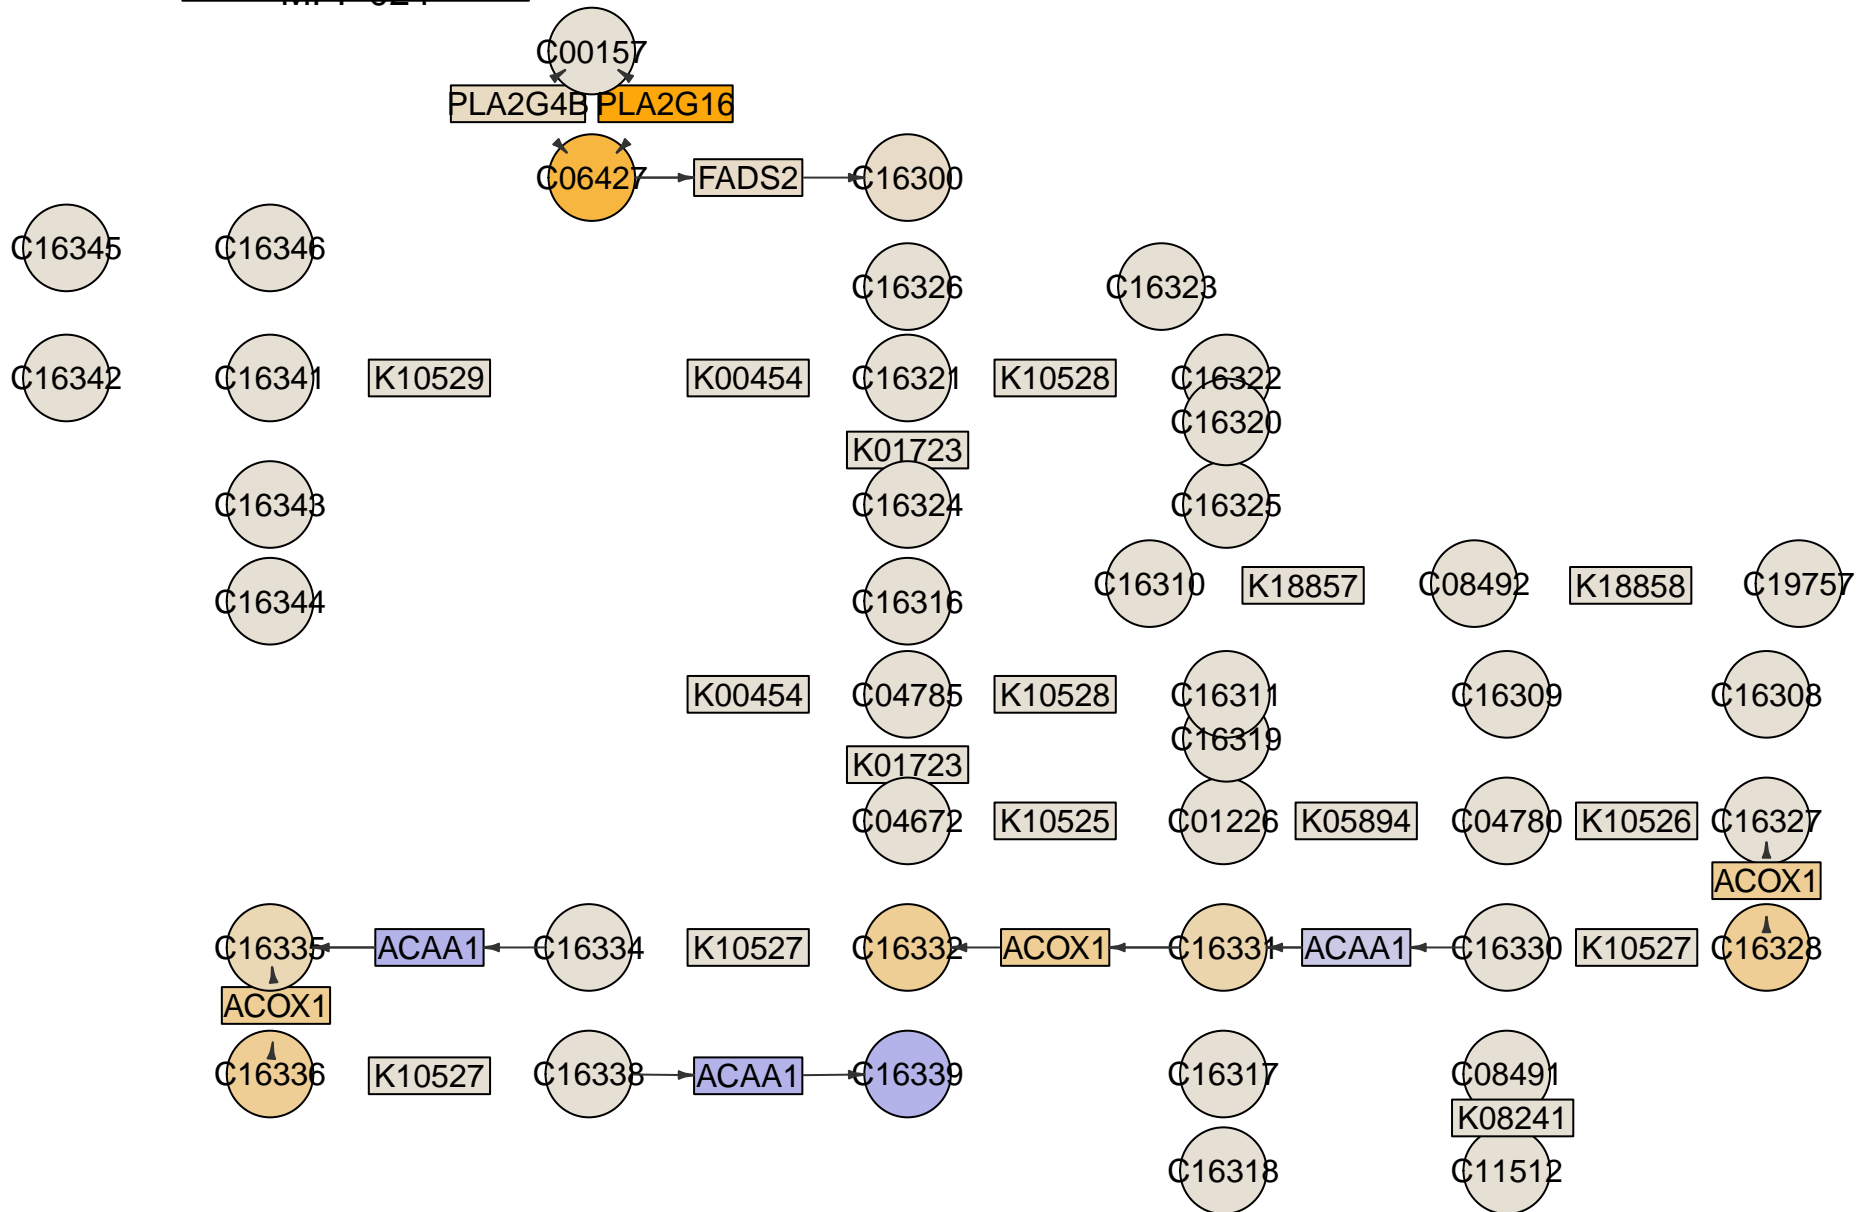 C00157
PLA2G4B PLA2G16
C06427 FADS2 C16300
C16345 C16346
C16326 C16323
C16342 C16341 K10529 K00454 C16321 K10528 C16322
C16320
K01723
C16343 C16324 C16325
C16310 K18857 C08492 K18858 C19757
C16344 C16316
K00454 C04785 K10528 C16311 C16309 C16308
C16319
K01723
C04672 K10525 C01226 K05894 C04780 K10526 C16327
ACOX1
C16335 ACAA1 C16334 K10527 C16332 ACOX1 C16331 ACAA1 C16330 K10527 C16328
ACOX1
C16336 K10527 C16338 ACAA1 C16339 C16317 C08491
K08241
C16318 C11512